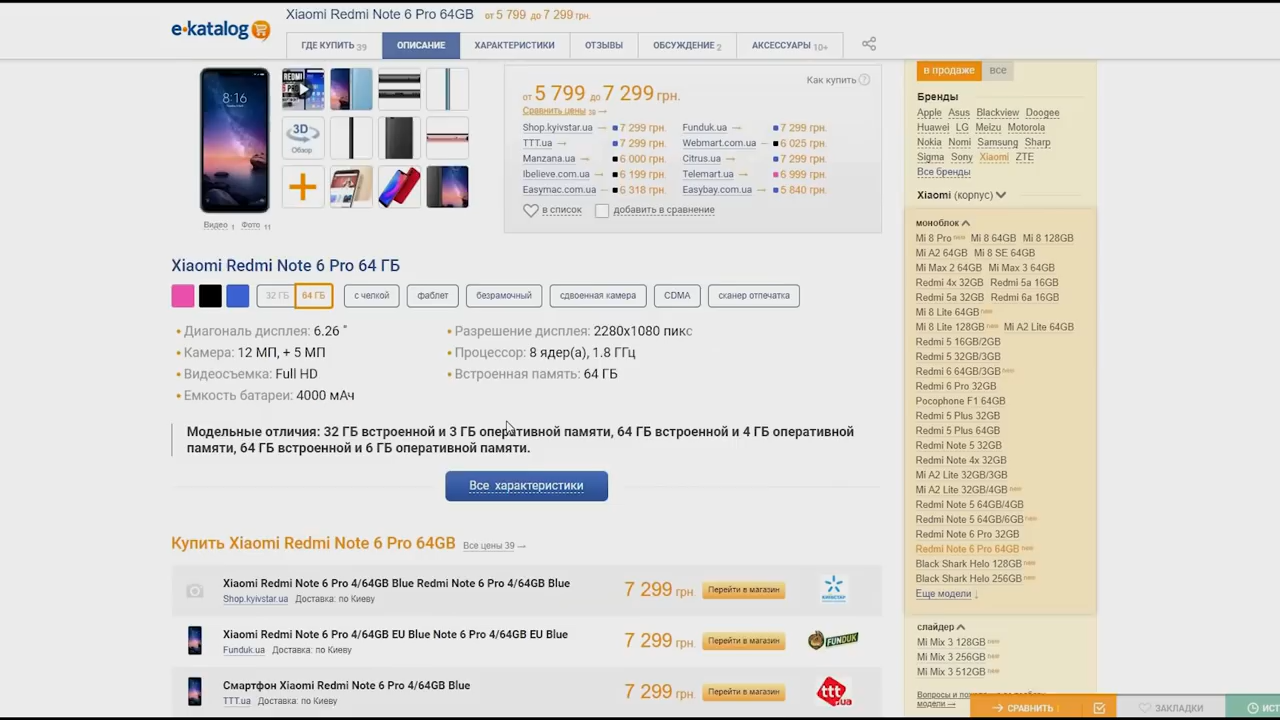 e·katalog
Xiaomi Redmi Note 6 Pro 64GB от 5 799 до 7 299 грн.
ГДЕ КУПИТЬ 39
ОПИСАНИЕ
ХАРАКТЕРИСТИКИ
ОТЗЫВЫ
ОБСУЖДЕНИЕ 2
АКСЕССУАРЫ 10+
8:16
REDMI
3D
Обзор
Видео 1 Фото 11
Как купить ?
от 5 799 до 7 299 грн.
Сравнить цены →
Shop.kyivstar.ua → 7 299 грн.
TTT.ua → 7 299 грн.
Manzana.ua → 6 000 грн.
Ibelieve.com.ua → 6 199 грн.
Easymac.com.ua → 6 318 грн.
Funduk.ua → 7 299 грн.
Webmart.com.ua → 6 025 грн.
Citrus.ua → 7 299 грн.
Telemart.ua → 6 999 грн.
Easybay.com.ua → 5 840 грн.
в список
добавить в сравнение
Xiaomi Redmi Note 6 Pro 64 ГБ
32 ГБ 64 ГБ с челкой фаблет безрамочный сдвоенная камера CDMA сканер отпечатка
• Диагональ дисплея: 6.26 "
• Камера: 12 МП, + 5 МП
• Видеосъемка: Full HD
• Емкость батареи: 4000 мАч
• Разрешение дисплея: 2280x1080 пикс
• Процессор: 8 ядер(а), 1.8 ГГц
• Встроенная память: 64 ГБ
Модельные отличия: 32 ГБ встроенной и 3 ГБ оперативной памяти, 64 ГБ встроенной и 4 ГБ оперативной
памяти, 64 ГБ встроенной и 6 ГБ оперативной памяти.
Все характеристики
Купить Xiaomi Redmi Note 6 Pro 64GB Все цены 39 →
Xiaomi Redmi Note 6 Pro 4/64GB Blue Redmi Note 6 Pro 4/64GB Blue
Shop.kyivstar.ua Доставка: по Киеву
7 299 грн. Перейти в магазин
КИЇВСТАР
Xiaomi Redmi Note 6 Pro 4/64GB EU Blue Note 6 Pro 4/64GB EU Blue
Funduk.ua Доставка: по Киеву
7 299 грн. Перейти в магазин
FUNDUK
Смартфон Xiaomi Redmi Note 6 Pro 4/64GB Blue
TTT.ua Доставка: по Киеву
7 299 грн. Перейти в магазин
ttt.ua
в продаже все
Бренды
Apple Asus Blackview Doogee
Huawei LG Meizu Motorola
Nokia Nomi Samsung Sharp
Sigma Sony Xiaomi ZTE
Все бренды
Xiaomi (корпус)
моноблок
Mi 8 Pro new Mi 8 64GB Mi 8 128GB
Mi A2 64GB Mi 8 SE 64GB
Mi Max 2 64GB Mi Max 3 64GB
Redmi 4x 32GB Redmi 5a 16GB
Redmi 5a 32GB Redmi 6a 16GB
Mi 8 Lite 64GB new
Mi 8 Lite 128GB new Mi A2 Lite 64GB
Redmi 5 16GB/2GB
Redmi 5 32GB/3GB
Redmi 6 64GB/3GB new
Redmi 6 Pro 32GB
Pocophone F1 64GB
Redmi 5 Plus 32GB
Redmi 5 Plus 64GB
Redmi Note 5 32GB
Redmi Note 4x 32GB
Mi A2 Lite 32GB/3GB
Mi A2 Lite 32GB/4GB new
Redmi Note 5 64GB/4GB
Redmi Note 5 64GB/6GB new
Redmi Note 6 Pro 32GB
Redmi Note 6 Pro 64GB new
Black Shark Helo 128GB new
Black Shark Helo 256GB new
Еще модели ↓
слайдер
Mi Mix 3 128GB new
Mi Mix 3 256GB new
Mi Mix 3 512GB new
модели →
→ СРАВНИТЬ
ЗАКЛАДКИ
ИСТ